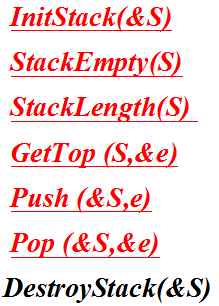 InitStack(&S)
StackEmpty(S)
StackLength(S)
GetTop (S,&e)
Push (&S,e)
Pop (&S,&e)
DestroyStack(&S)